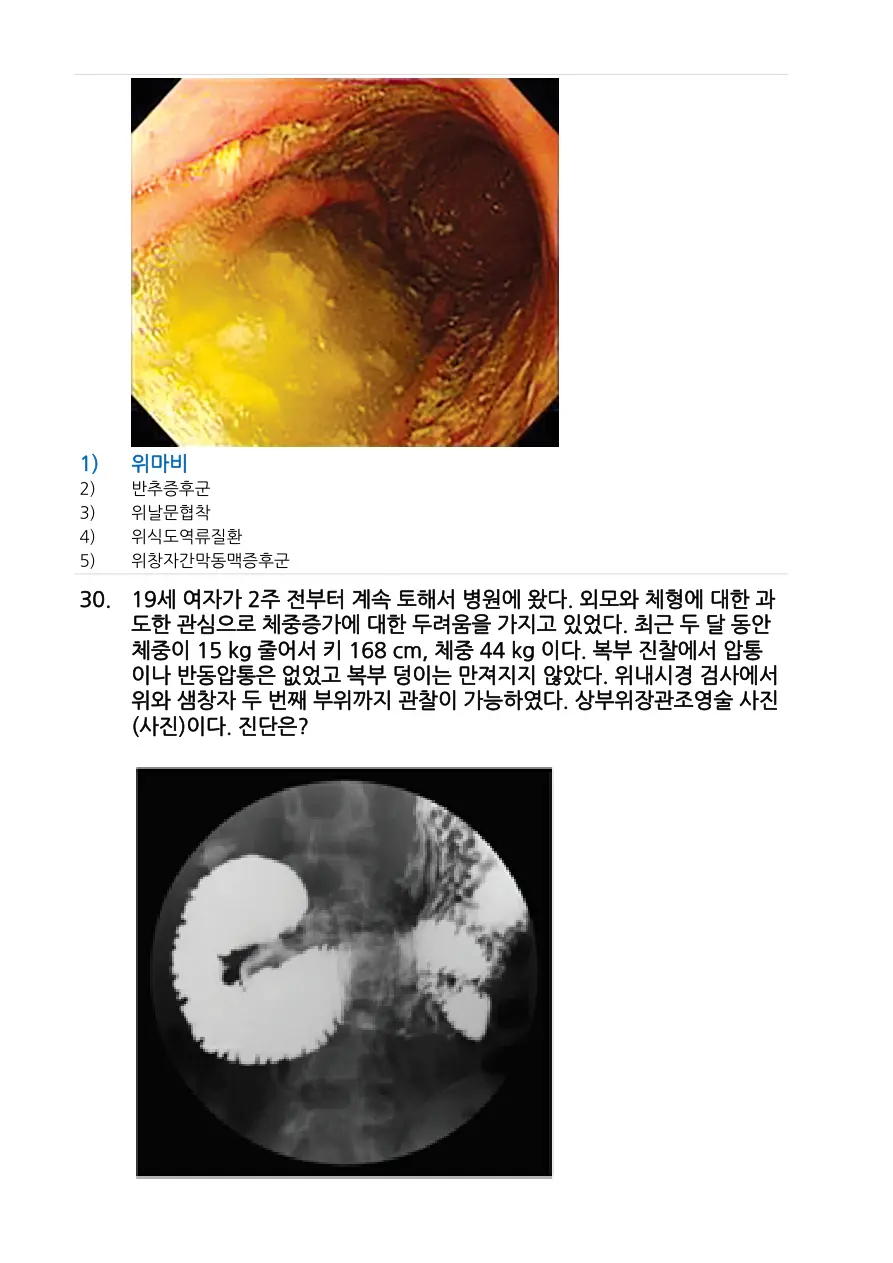 1) 위마비
2) 반추증후군
3) 위날문협착
4) 위식도역류질환
5) 위창자간막동맥증후군
30. 19세 여자가 2주 전부터 계속 토해서 병원에 왔다. 외모와 체형에 대한 과
도한 관심으로 체중증가에 대한 두려움을 가지고 있었다. 최근 두 달 동안
체중이 15 kg 줄어서 키 168 cm, 체중 44 kg 이다. 복부 진찰에서 압통
이나 반동압통은 없었고 복부 덩이는 만져지지 않았다. 위내시경 검사에서
위와 샘창자 두 번째 부위까지 관찰이 가능하였다. 상부위장관조영술 사진
(사진)이다. 진단은?